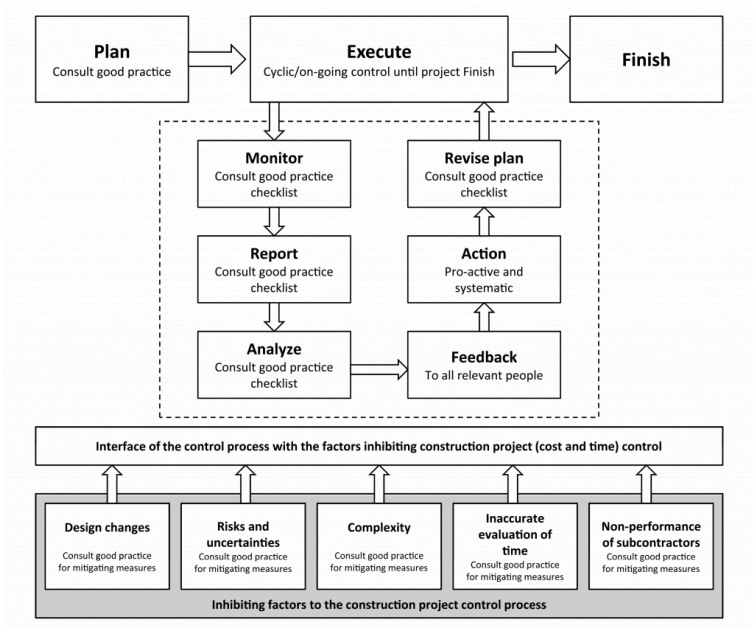 Plan
Consult good practice
Execute
Cyclic/on-going control until project Finish
Finish
Monitor
Consult good practice
checklist
Revise plan
Consult good practice
checklist
Report
Consult good practice
checklist
Action
Pro-active and
systematic
Analyze
Consult good practice
checklist
Feedback
To all relevant people
Interface of the control process with the factors inhibiting construction project (cost and time) control
Design changes
Consult good practice
for mitigating measures
Risks and
uncertainties
Consult good practice
for mitigating measures
Complexity
Consult good practice
for mitigating measures
Inaccurate
evaluation of
time
Consult good practice
for mitigating measures
Non-performance
of subcontractors
Consult good practice
for mitigating measures
Inhibiting factors to the construction project control process